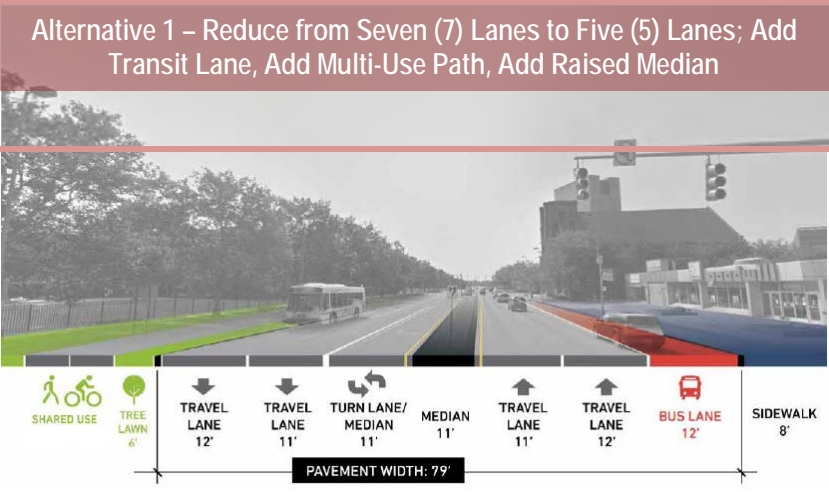 Alternative 1 – Reduce from Seven (7) Lanes to Five (5) Lanes; Add
Transit Lane, Add Multi-Use Path, Add Raised Median
SHARED USE
TREE
LAWN
6'
TRAVEL
LANE
12'
TRAVEL
LANE
11'
TURN LANE/
MEDIAN
11'
MEDIAN
11'
TRAVEL
LANE
11'
TRAVEL
LANE
12'
BUS LANE
12'
SIDEWALK
8'
PAVEMENT WIDTH: 79'